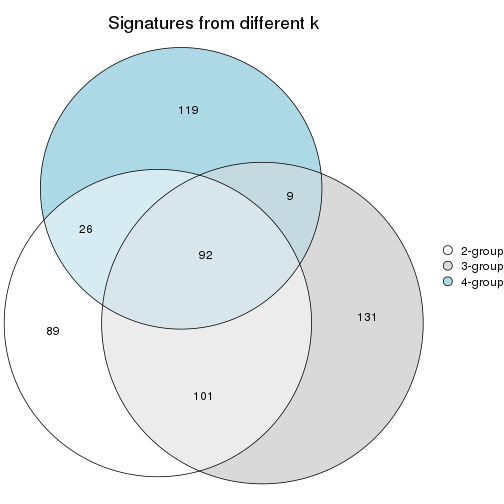 Signatures from different k
119
9
26
92
2-group
3-group
4-group
131
89
101